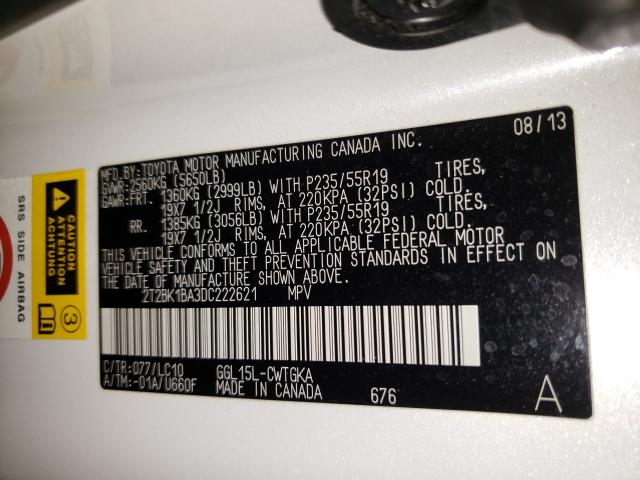 08/13
MFD.BY:TOYOTA MOTOR MANUFACTURING CANADA INC.
GVWR:2560KG (5650LB)
GAWR:FRT. 1360KG (2999LB) WITH P235/55R19 TIRES,
19X7 1/2J RIMS, AT 220KPA (32PSI) COLD.
RR. 1385KG (3056LB) WITH P235/55R19 TIRES,
19X7 1/2J RIMS, AT 220KPA (32PSI) COLD.
THIS VEHICLE CONFORMS TO ALL APPLICABLE FEDERAL MOTOR
VEHICLE SAFETY AND THEFT PREVENTION STANDARDS IN EFFECT ON
THE DATE OF MANUFACTURE SHOWN ABOVE.
2T2BK1BA3DC222621 MPV
C/TR:077/LC10 GGL15L-CWTGKA
A/TM:-01A/U660F MADE IN CANADA 676 A
SRS SIDE AIRBAG
CAUTION
ATTENTION
ACHTUNG
3